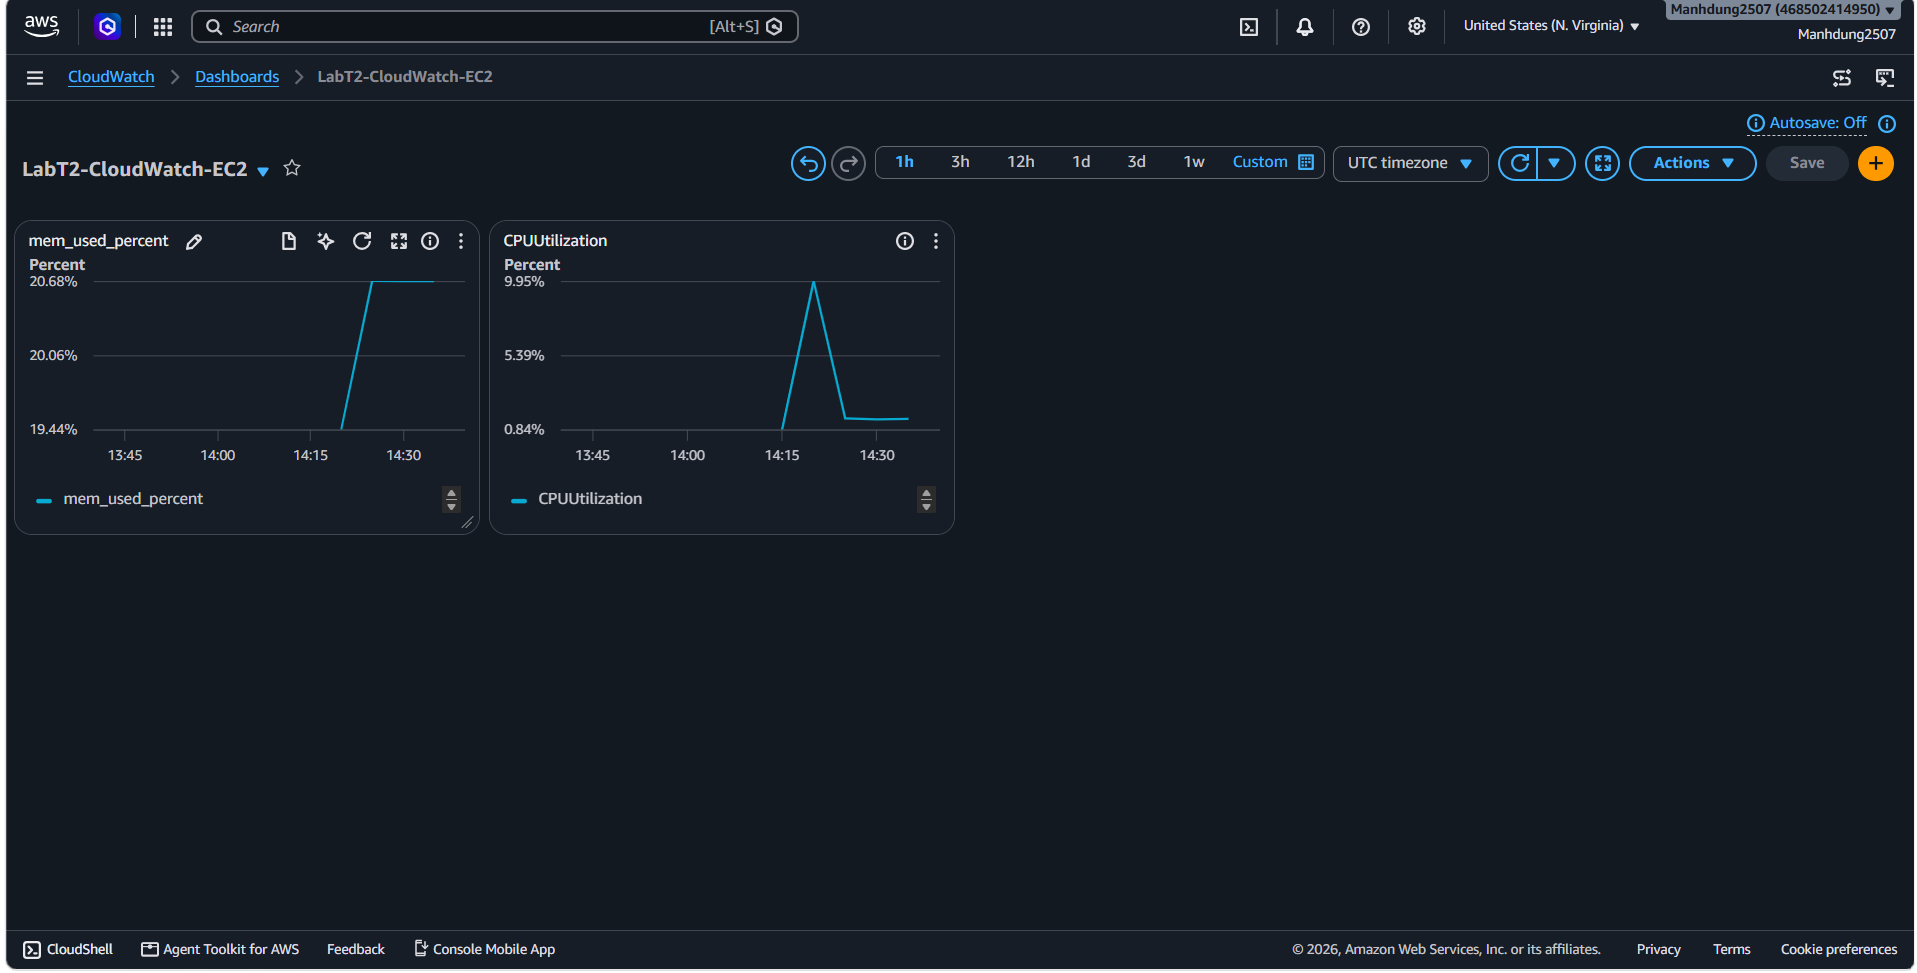 aws
Search [Alt+S]
United States (N. Virginia)
Manhdung2507 (468502414950)
Manhdung2507
CloudWatch
Dashboards
LabT2-CloudWatch-EC2
Autosave: Off
LabT2-CloudWatch-EC2
1h 3h 12h 1d 3d 1w Custom
UTC timezone
Actions
Save
mem_used_percent
Percent
20.68%
20.06%
19.44%
13:45 14:00 14:15 14:30
mem_used_percent
CPUUtilization
Percent
9.95%
5.39%
0.84%
13:45 14:00 14:15 14:30
CPUUtilization
CloudShell
Agent Toolkit for AWS
Feedback
Console Mobile App
© 2026, Amazon Web Services, Inc. or its affiliates.
Privacy
Terms
Cookie preferences